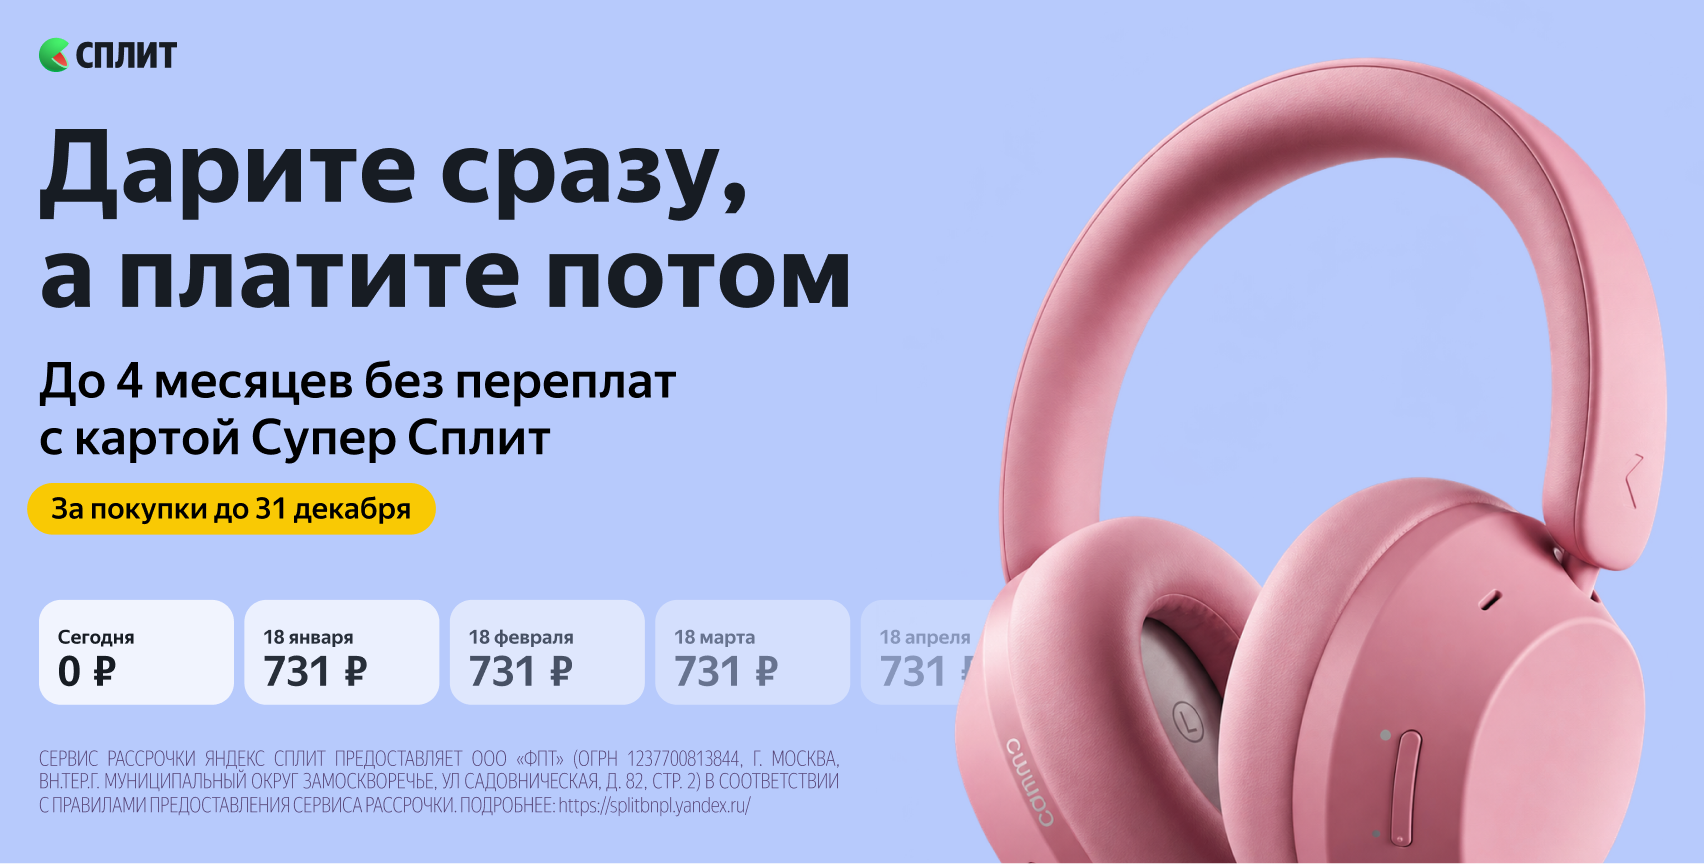 СПЛИТ
Дарите сразу,
а платите потом
До 4 месяцев без переплат
с картой Супер Сплит
За покупки до 31 декабря
Сегодня
0 ₽
18 января
731 ₽
18 февраля
731 ₽
18 марта
731 ₽
18 апреля
731 ₽
СЕРВИС РАССРОЧКИ ЯНДЕКС СПЛИТ ПРЕДОСТАВЛЯЕТ ООО «ФПТ» (ОГРН 1237700813844, Г. МОСКВА,
ВН.ТЕР.Г. МУНИЦИПАЛЬНЫЙ ОКРУГ ЗАМОСКВОРЕЧЬЕ, УЛ САДОВНИЧЕСКАЯ, Д. 82, СТР. 2) В СООТВЕТСТВИИ
С ПРАВИЛАМИ ПРЕДОСТАВЛЕНИЯ СЕРВИСА РАССРОЧКИ. ПОДРОБНЕЕ: https://splitbnpl.yandex.ru/
L
commo